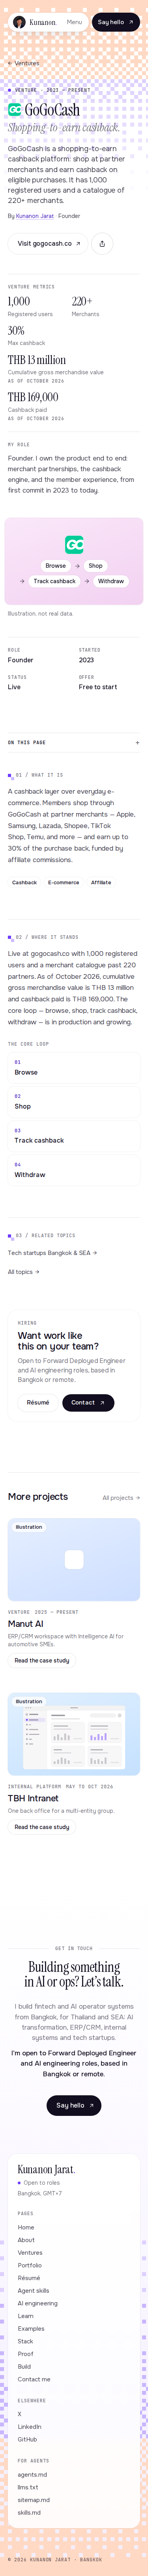 Kunanon.
Menu
Say hello ↗
← Ventures
VENTURE · 2023 — PRESENT
GoGoCash
Shopping-to-earn cashback.
GoGoCash is a shopping-to-earn
cashback platform: shop at partner
merchants and earn cashback on
eligible purchases. It has 1,000
registered users and a catalogue of
220+ merchants.
By Kunanon Jarat · Founder
Visit gogocash.co ↗
VENTURE METRICS
1,000
Registered users
220+
Merchants
30%
Max cashback
THB 13 million
Cumulative gross merchandise value
AS OF OCTOBER 2026
THB 169,000
Cashback paid
AS OF OCTOBER 2026
MY ROLE
Founder. I own the product end to end:
merchant partnerships, the cashback
engine, and the member experience, from
first commit in 2023 to today.
GO
Browse → Shop
→ Track cashback → Withdraw
Illustration, not real data.
ROLE
Founder
STARTED
2023
STATUS
Live
OFFER
Free to start
ON THIS PAGE +
01 / WHAT IT IS
A cashback layer over everyday e-
commerce. Members shop through
GoGoCash at partner merchants — Apple,
Samsung, Lazada, Shopee, TikTok
Shop, Temu, and more — and earn up to
30% of the purchase back, funded by
affiliate commissions.
Cashback
E-commerce
Affiliate
02 / WHERE IT STANDS
Live at gogocash.co with 1,000 registered
users and a merchant catalogue past 220
partners. As of October 2026, cumulative
gross merchandise value is THB 13 million
and cashback paid is THB 169,000. The
core loop — browse, shop, track cashback,
withdraw — is in production and growing.
THE CORE LOOP
01
Browse
02
Shop
03
Track cashback
04
Withdraw
03 / RELATED TOPICS
Tech startups Bangkok & SEA →
All topics →
HIRING
Want work like
this on your team?
Open to Forward Deployed Engineer
and AI engineering roles, based in
Bangkok or remote.
Résumé
Contact ↗
More projects
All projects →
Illustration
VENTURE 2025 — PRESENT
Manut AI
ERP/CRM workspace with intelligence AI for
automotive SMEs.
Read the case study
Illustration
INTERNAL PLATFORM MAY TO OCT 2026
TBH Intranet
One back office for a multi-entity group.
Read the case study
GET IN TOUCH
Building something
in AI or ops? Let's talk.
I build fintech and AI operator systems
from Bangkok, for Thailand and SEA: AI
transformation, ERP/CRM, internal
systems and tech startups.
I'm open to Forward Deployed Engineer
and AI engineering roles, based in
Bangkok or remote.
Say hello ↗
Kunanon Jarat.
Open to roles
Bangkok, GMT+7
PAGES
Home
About
Ventures
Portfolio
Résumé
Agent skills
AI engineering
Learn
Examples
Stack
Proof
Build
Contact me
ELSEWHERE
X
LinkedIn
GitHub
FOR AGENTS
agents.md
llms.txt
sitemap.md
skills.md
© 2026 KUNANON JARAT · BANGKOK